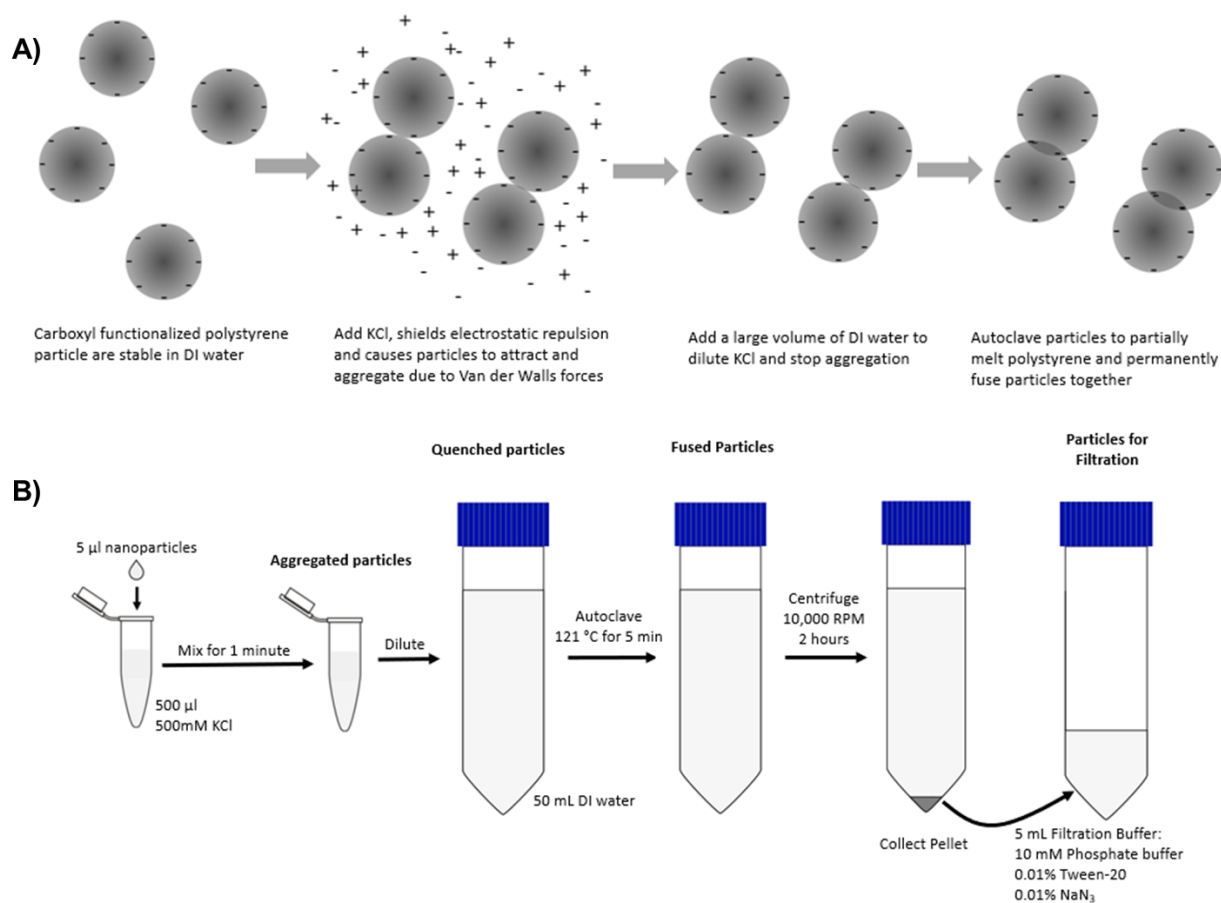 A)
Carboxyl functionalized polystyrene
particle are stable in DI water
Add KCl, shields electrostatic repulsion
and causes particles to attract and
aggregate due to Van der Walls forces
Add a large volume of DI water to
dilute KCl and stop aggregation
Autoclave particles to partially
melt polystyrene and permanently
fuse particles together
B)
5 µl nanoparticles
500 µl
500mM KCl
Mix for 1 minute
Aggregated particles
Dilute
Quenched particles
50 mL DI water
Autoclave
121 °C for 5 min
Fused Particles
Centrifuge
10,000 RPM
2 hours
Collect Pellet
Particles for
Filtration
5 mL Filtration Buffer:
10 mM Phosphate buffer
0.01% Tween-20
0.01% NaN₃